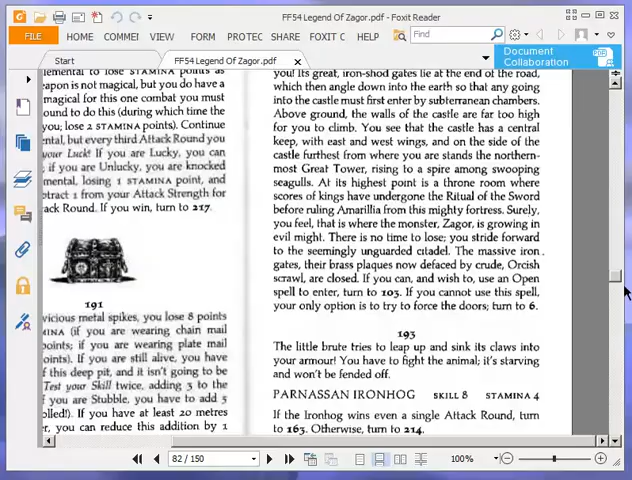 FF54 Legend Of Zagor.pdf - Foxit Reader
FILE HOME COMMEI VIEW FORM PROTEC SHARE FOXIT C HELP Find
Start FF54 Legend Of Zagor.pdf
Document
Collaboration
emental to lose STAMINA points as
eapon is not magical, but you do have a
magical for this one combat you must
ound to do this (during which time the
you; lose 2 STAMINA points). Continue
ntal, but every third Attack Round you
your Luck! If you are Lucky, you can
; if you are Unlucky, you are knocked
mental, losing 1 STAMINA point, and
btract 1 from your Attack Strength for
ack Round. If you win, turn to 217.
191
vicious metal spikes, you lose 8 points
MINA (if you are wearing chain mail
points; if you are wearing plate mail
oints). If you are still alive, you have
f this deep pit, and it isn't going to be
Test your Skill twice, adding 3 to the
f you are Stubble, you have to add 5
olled!). If you have at least 20 metres
r, you can reduce this addition by 1
you! Its great, iron-shod gates lie at the end of the road,
which then angle down into the earth so that any going
into the castle must first enter by subterranean chambers.
Above ground, the walls of the castle are far too high
for you to climb. You see that the castle has a central
keep, with east and west wings, and on the side of the
castle furthest from where you are stands the northern-
most Great Tower, rising to a spire among swooping
seagulls. At its highest point is a throne room where
scores of kings have undergone the Ritual of the Sword
before ruling Amarillia from this mighty fortress. Surely,
you feel, that is where the monster, Zagor, is growing in
evil might. There is no time to lose; you stride forward
to the seemingly unguarded citadel. The massive iron
gates, their brass plaques now defaced by crude, Orcish
scrawl, are closed. If you can, and wish to, use an Open
spell to enter, turn to 103. If you cannot use this spell,
your only option is to try to force the doors; turn to 6.
193
The little brute tries to leap up and sink its claws into
your armour! You have to fight the animal; it's starving
and won't be fended off.
PARNASSAN IRONHOG SKILL 8 STAMINA 4
If the Ironhog wins even a single Attack Round, turn
to 163. Otherwise, turn to 214.
82 / 150 100%